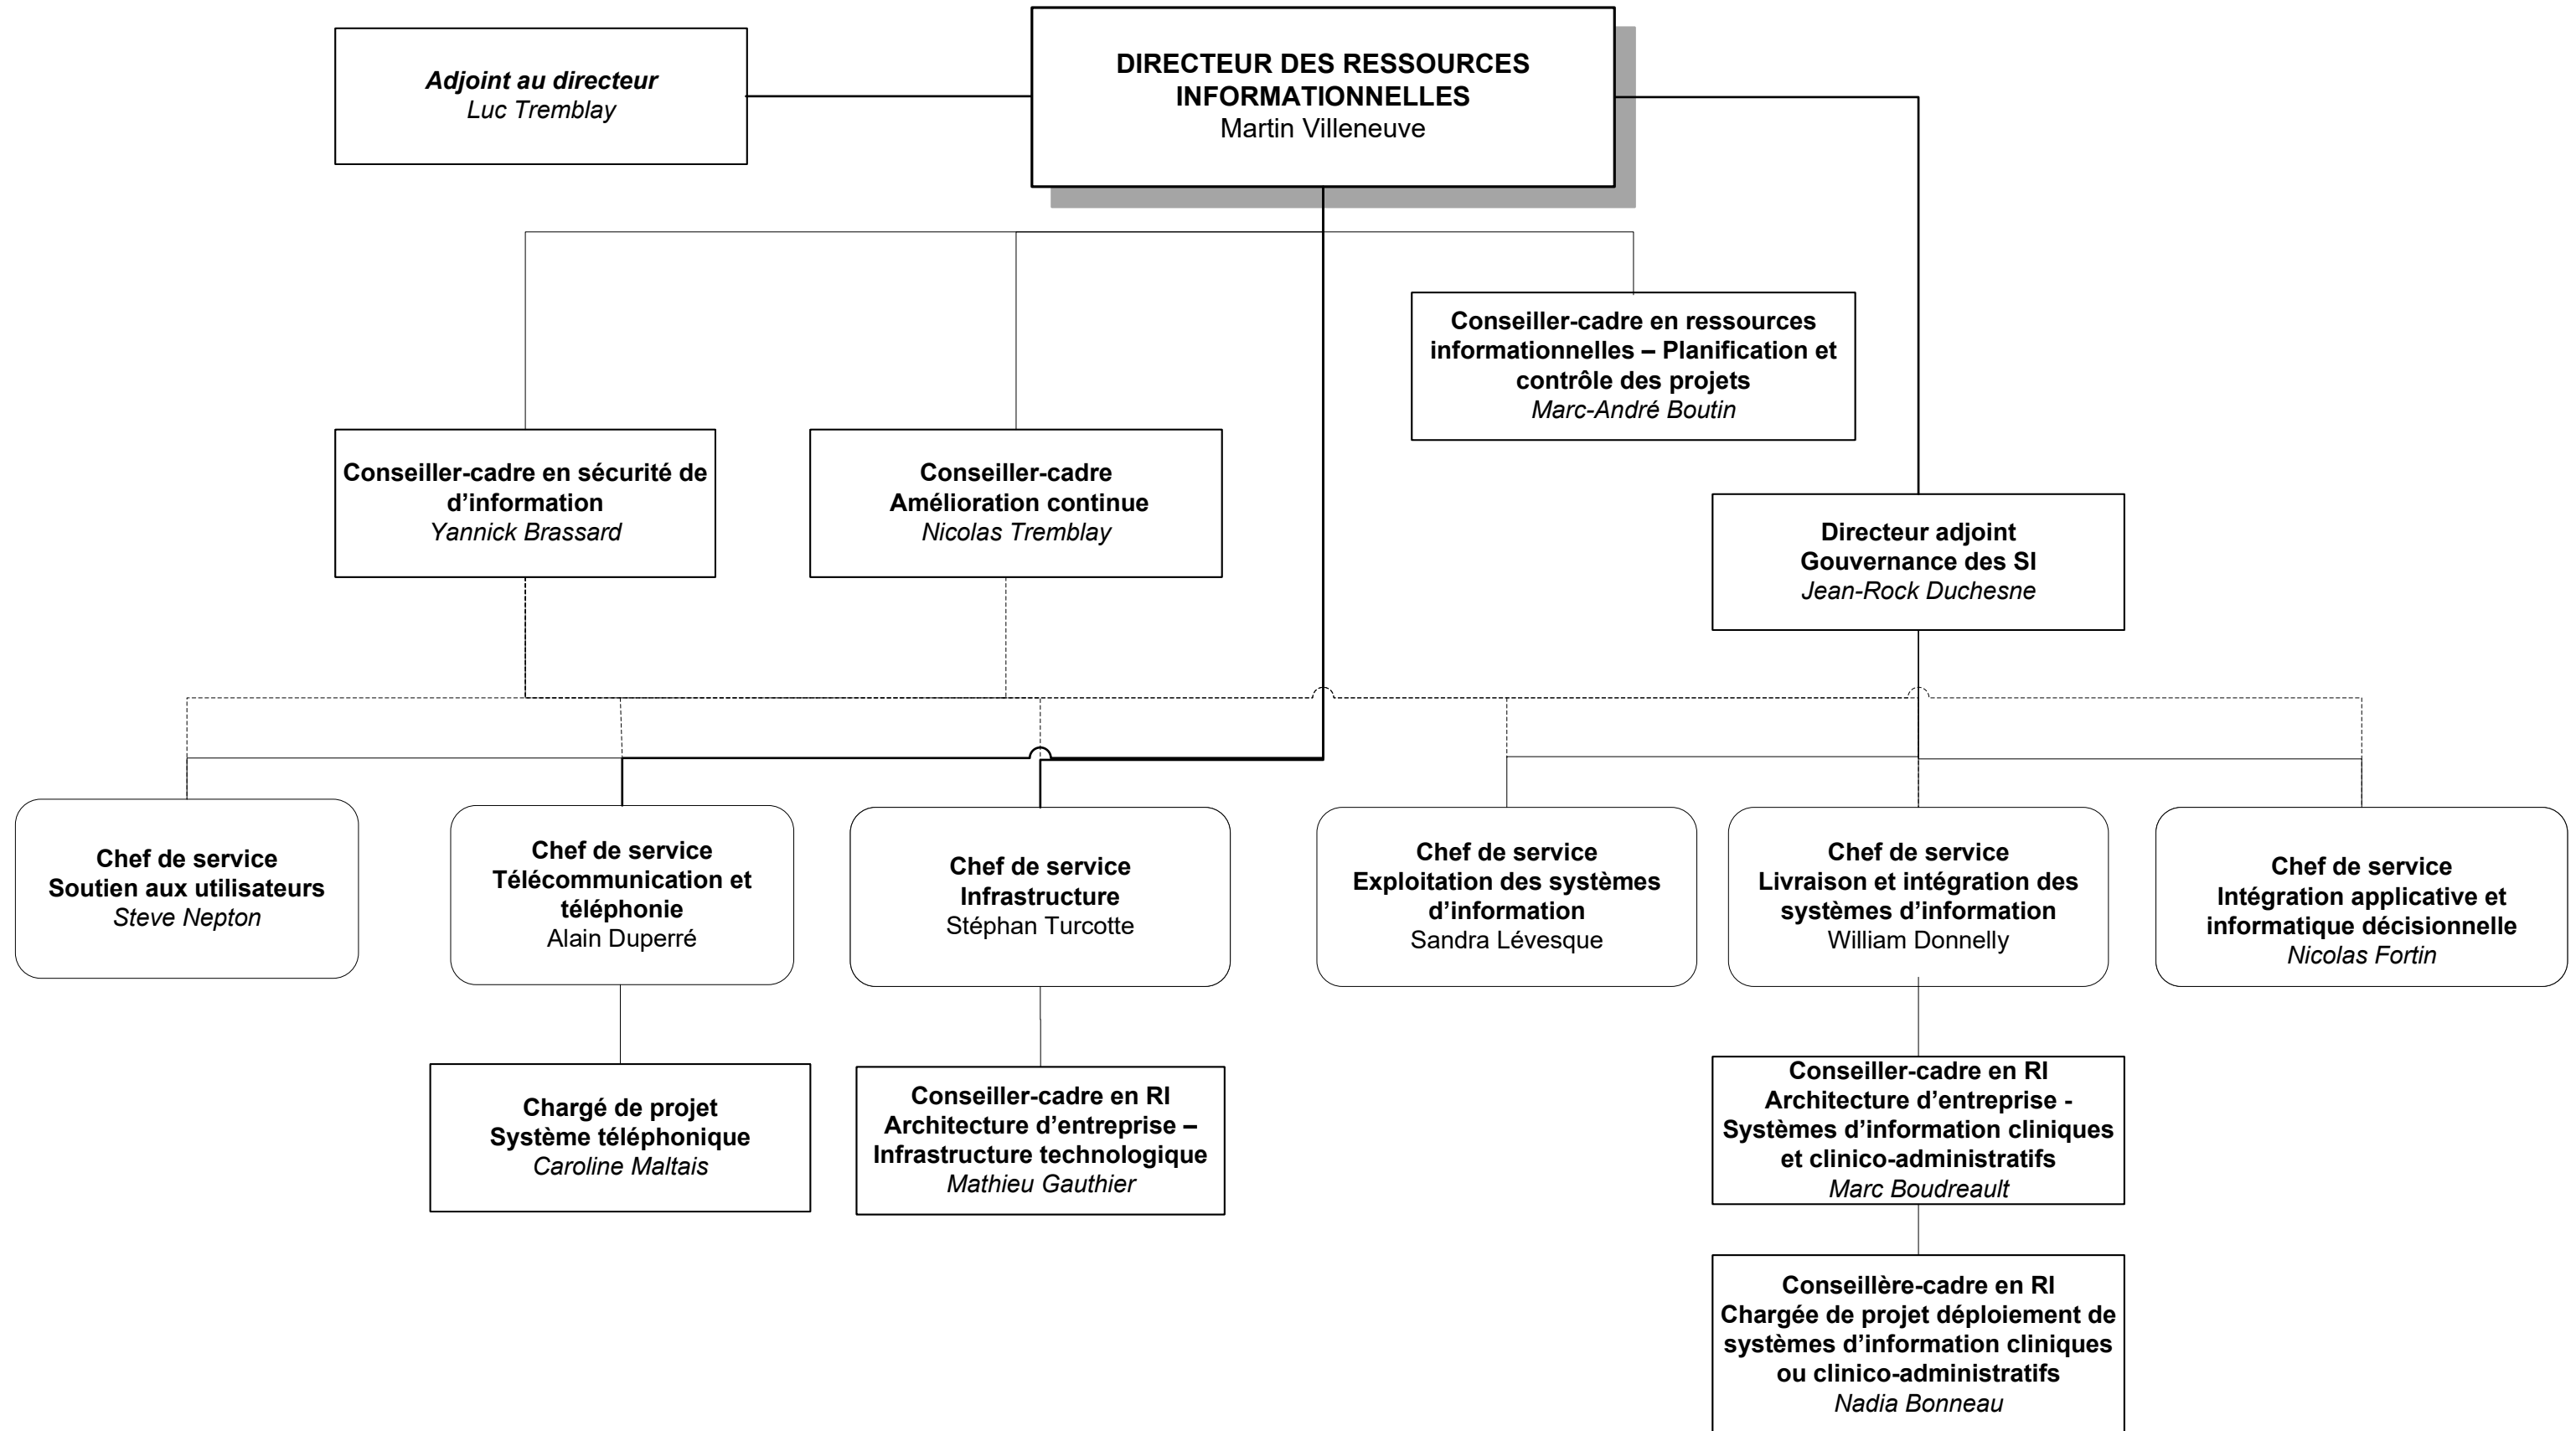 Adjoint au directeur
Luc Tremblay
DIRECTEUR DES RESSOURCES
INFORMATIONNELLES
Martin Villeneuve
Conseiller-cadre en ressources
informationnelles – Planification et
contrôle des projets
Marc-André Boutin
Conseiller-cadre en sécurité de
d’information
Yannick Brassard
Conseiller-cadre
Amélioration continue
Nicolas Tremblay
Directeur adjoint
Gouvernance des SI
Jean-Rock Duchesne
Chef de service
Soutien aux utilisateurs
Steve Nepton
Chef de service
Télécommunication et
téléphonie
Alain Duperré
Chef de service
Infrastructure
Stéphan Turcotte
Chef de service
Exploitation des systèmes
d’information
Sandra Lévesque
Chef de service
Livraison et intégration des
systèmes d’information
William Donnelly
Chef de service
Intégration applicative et
informatique décisionnelle
Nicolas Fortin
Chargé de projet
Système téléphonique
Caroline Maltais
Conseiller-cadre en RI
Architecture d’entreprise –
Infrastructure technologique
Mathieu Gauthier
Conseiller-cadre en RI
Architecture d’entreprise -
Systèmes d’information cliniques
et clinico-administratifs
Marc Boudreault
Conseillère-cadre en RI
Chargée de projet déploiement de
systèmes d’information cliniques
ou clinico-administratifs
Nadia Bonneau